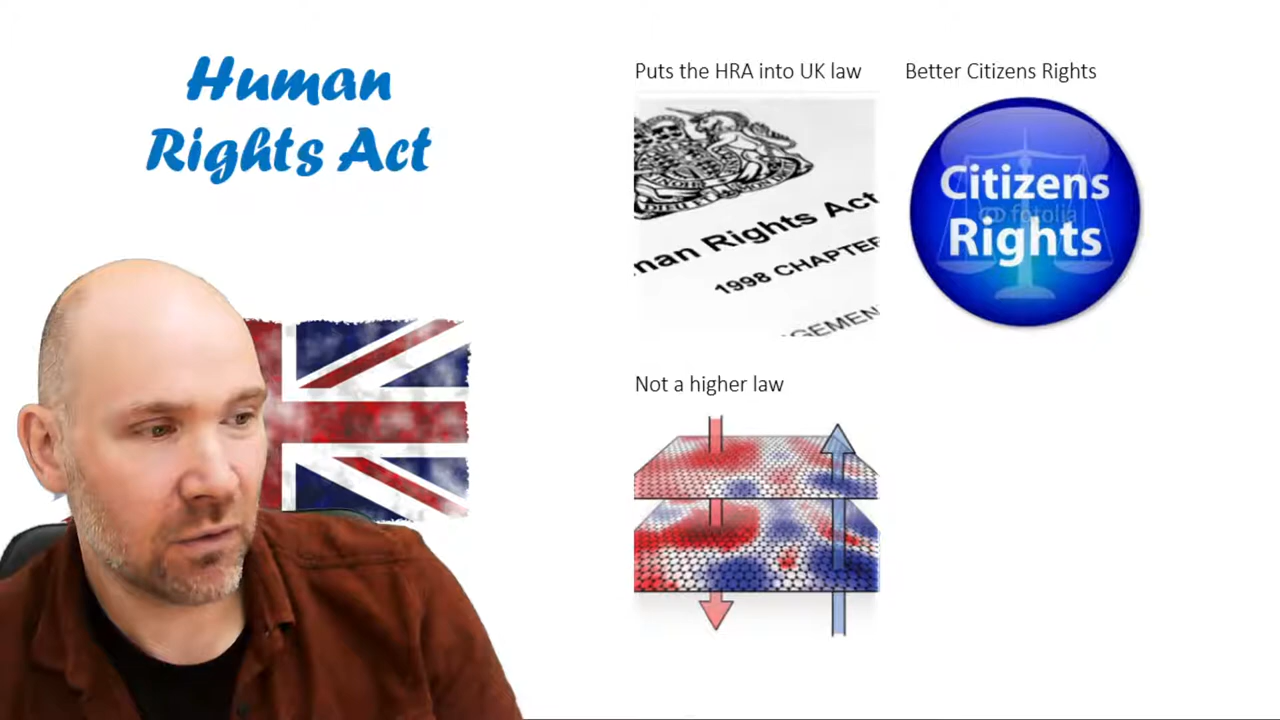 Human
Rights Act
Puts the HRA into UK law
Better Citizens Rights
Rights Act
1998 CHAPTER
Citizens
fotolia
Rights
Not a higher law